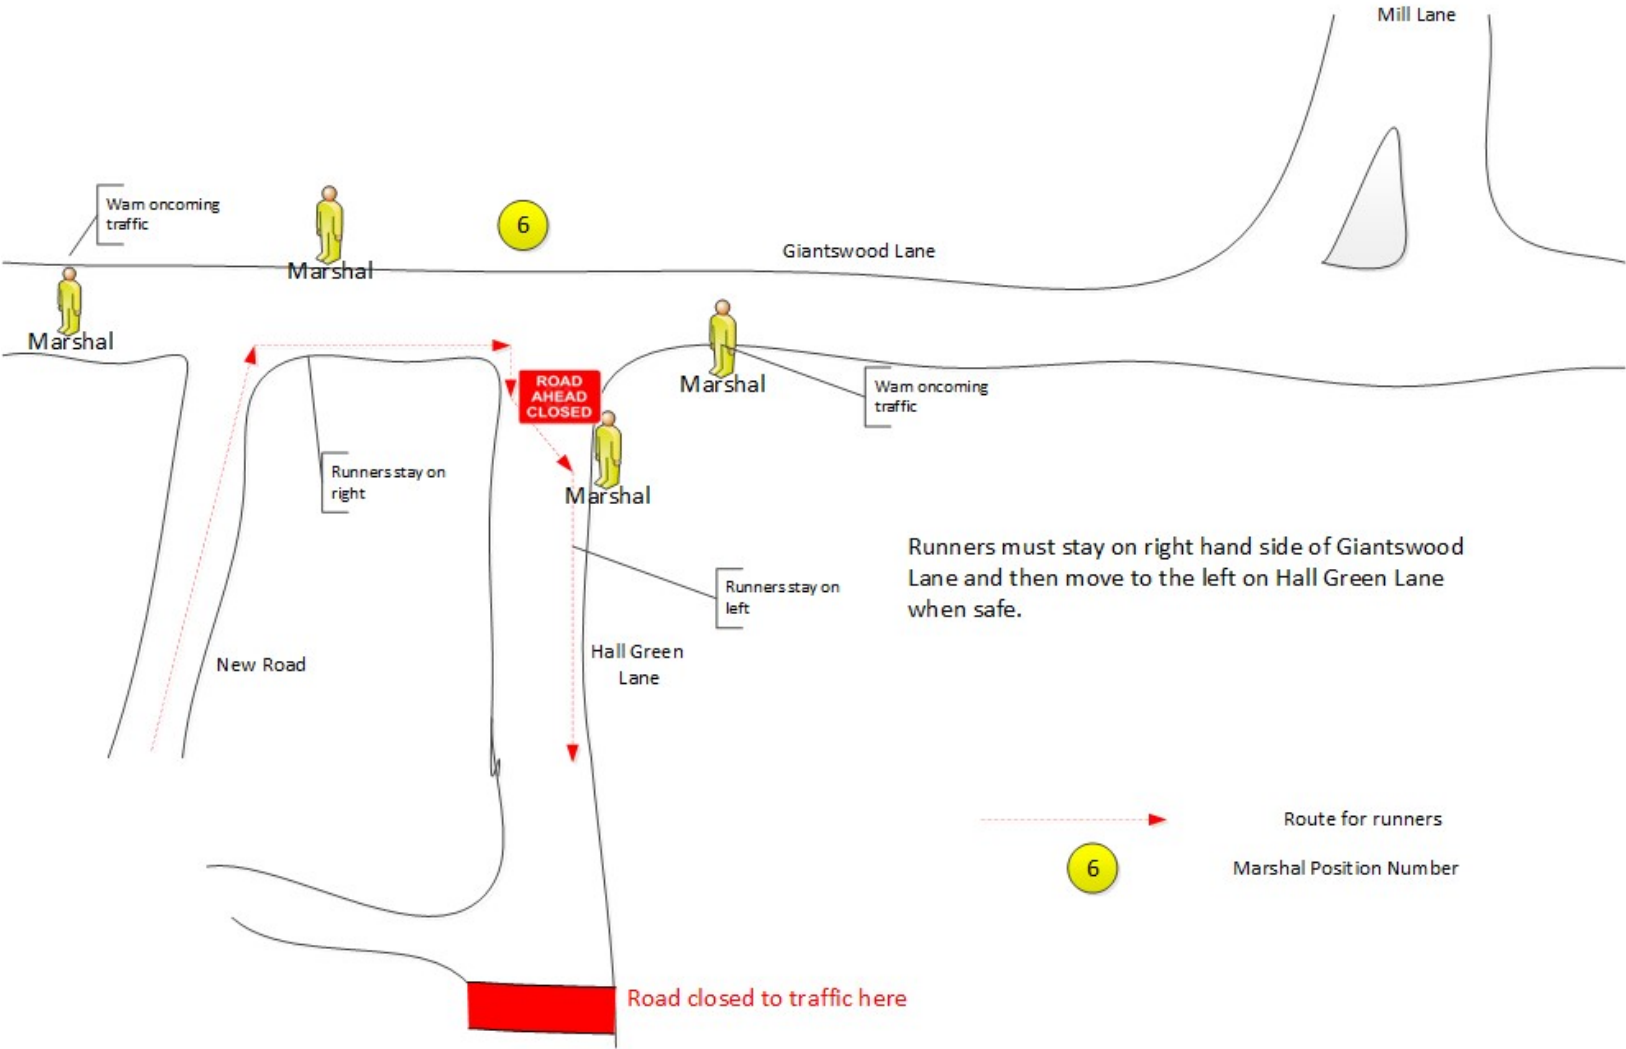 Mill Lane
Warn oncoming
traffic
6
Marshal
Giantswood Lane
Marshal
Marshal
ROAD
AHEAD
CLOSED
Warn oncoming
traffic
Runners stay on
right
Marshal
Runners must stay on right hand side of Giantswood
Lane and then move to the left on Hall Green Lane
when safe.
Runners stay on
left
New Road
Hall Green
Lane
Route for runners
6
Marshal Position Number
Road closed to traffic here